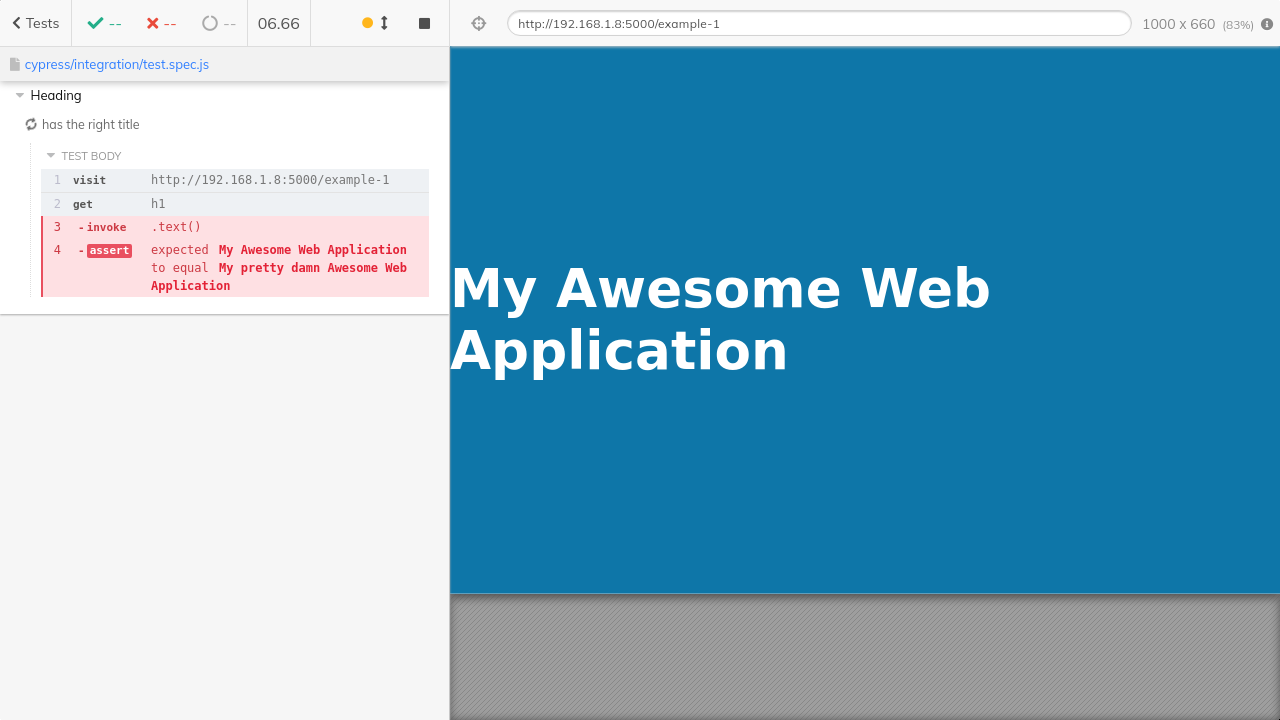 Tests -- -- -- 06.66
http://192.168.1.8:5000/example-1 1000 x 660 (83%)
cypress/integration/test.spec.js
Heading
has the right title
TEST BODY
1 visit http://192.168.1.8:5000/example-1
2 get h1
3 -invoke .text()
4 -assert expected My Awesome Web Application
to equal My pretty damn Awesome Web
Application
My Awesome Web
Application